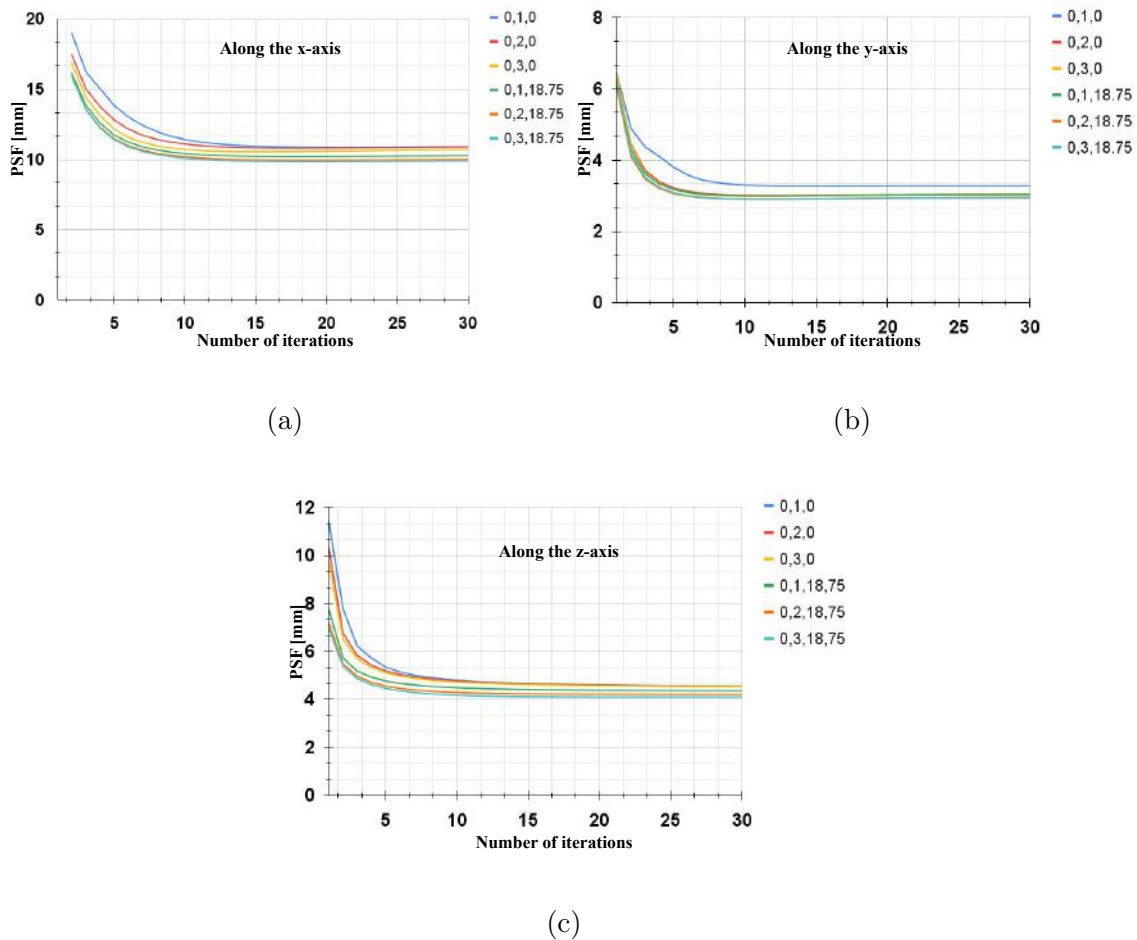 Along the x-axis
PSF [mm]
20
15
10
5
0
5 10 15 20 25 30
Number of iterations
0,1,0
0,2,0
0,3,0
0,1,18.75
0,2,18.75
0,3,18.75
(a)
Along the y-axis
PSF [mm]
8
6
4
2
0
5 10 15 20 25 30
Number of iterations
0,1,0
0,2,0
0,3,0
0,1,18.75
0,2,18.75
0,3,18.75
(b)
Along the z-axis
PSF [mm]
12
10
8
6
4
2
0
5 10 15 20 25 30
Number of iterations
0,1,0
0,2,0
0,3,0
0,1,18,75
0,2,18,75
0,3,18,75
(c)